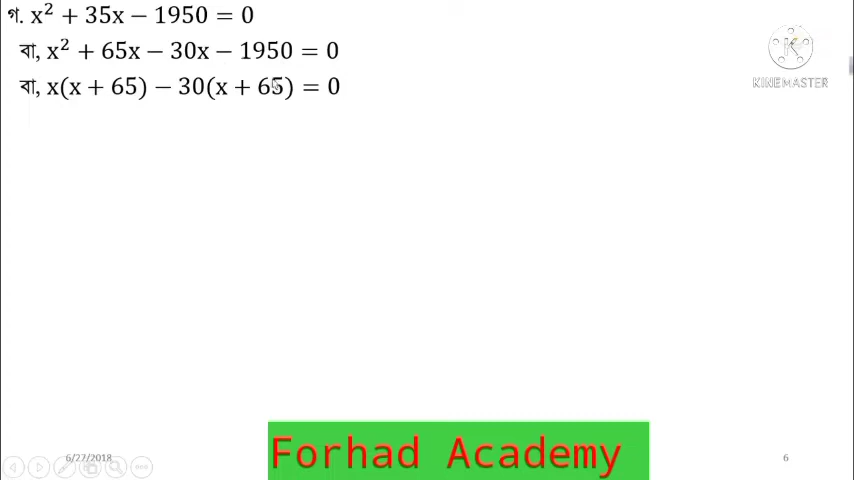 গ. x² + 35x − 1950 = 0
বা, x² + 65x − 30x − 1950 = 0
বা, x(x + 65) − 30(x + 65) = 0
KINEMASTER
Forhad Academy
6/27/2018
6